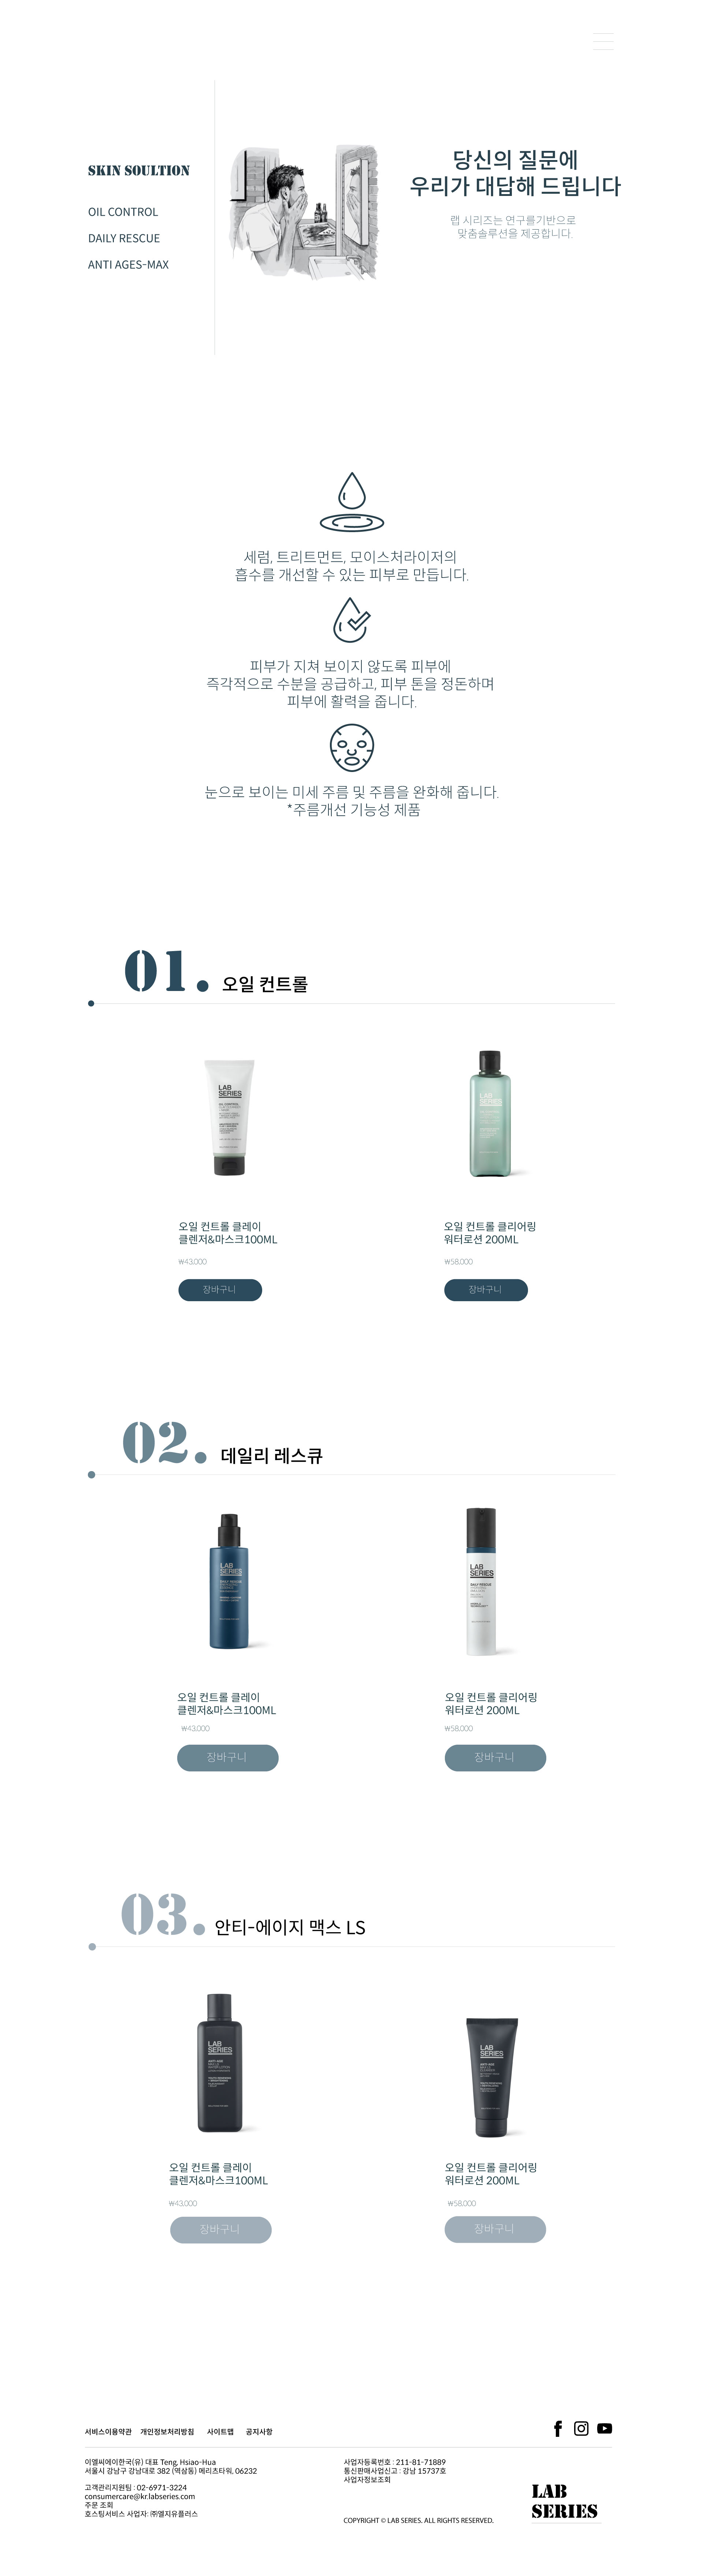 SKIN SOULTION
OIL CONTROL
DAILY RESCUE
ANTI AGES-MAX
당신의 질문에
우리가 대답해 드립니다
랩 시리즈는 연구를기반으로
맞춤솔루션을 제공합니다.
세럼, 트리트먼트, 모이스처라이저의
흡수를 개선할 수 있는 피부로 만듭니다.
피부가 지쳐 보이지 않도록 피부에
즉각적으로 수분을 공급하고, 피부 톤을 정돈하며
피부에 활력을 줍니다.
눈으로 보이는 미세 주름 및 주름을 완화해 줍니다.
*주름개선 기능성 제품
01. 오일 컨트롤
LAB
SERIES
OIL CONTROL
LAB
SERIES
오일 컨트롤 클레이
클렌저&마스크100ML
₩43.000
장바구니
오일 컨트롤 클리어링
워터로션 200ML
₩58.000
장바구니
02. 데일리 레스큐
LAB
SERIES
DAILY RESCUE
LAB
SERIES
DAILY RESCUE
오일 컨트롤 클레이
클렌저&마스크100ML
₩43.000
장바구니
오일 컨트롤 클리어링
워터로션 200ML
₩58.000
장바구니
03. 안티-에이지 맥스 LS
LAB
SERIES
ANTI-AGE
LAB
SERIES
ANTI-AGE
오일 컨트롤 클레이
클렌저&마스크100ML
₩43.000
장바구니
오일 컨트롤 클리어링
워터로션 200ML
₩58.000
장바구니
서비스이용약관 개인정보처리방침 사이트맵 공지사항
이엘씨에이한국(유) 대표 Teng, Hsiao-Hua
서울시 강남구 강남대로 382 (역삼동) 메리츠타워, 06232
고객관리지원팀 : 02-6971-3224
consumercare@kr.labseries.com
주문 조회
호스팅서비스 사업자: ㈜엘지유플러스
사업자등록번호 : 211-81-71889
통신판매사업신고 : 강남 15737호
사업자정보조회
COPYRIGHT © LAB SERIES. ALL RIGHTS RESERVED.
LAB
SERIES